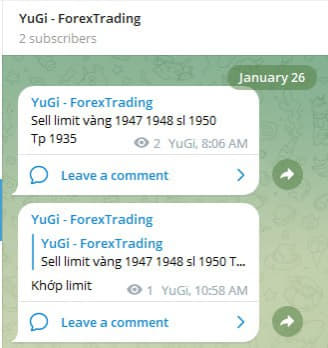 YuGi - ForexTrading
2 subscribers
January 26
YuGi - ForexTrading
Sell limit vàng 1947 1948 sl 1950
Tp 1935
2 YuGi, 8:06 AM
Leave a comment
YuGi - ForexTrading
YuGi - ForexTrading
Sell limit vàng 1947 1948 sl 1950 T...
Khớp limit
1 YuGi, 10:58 AM
Leave a comment